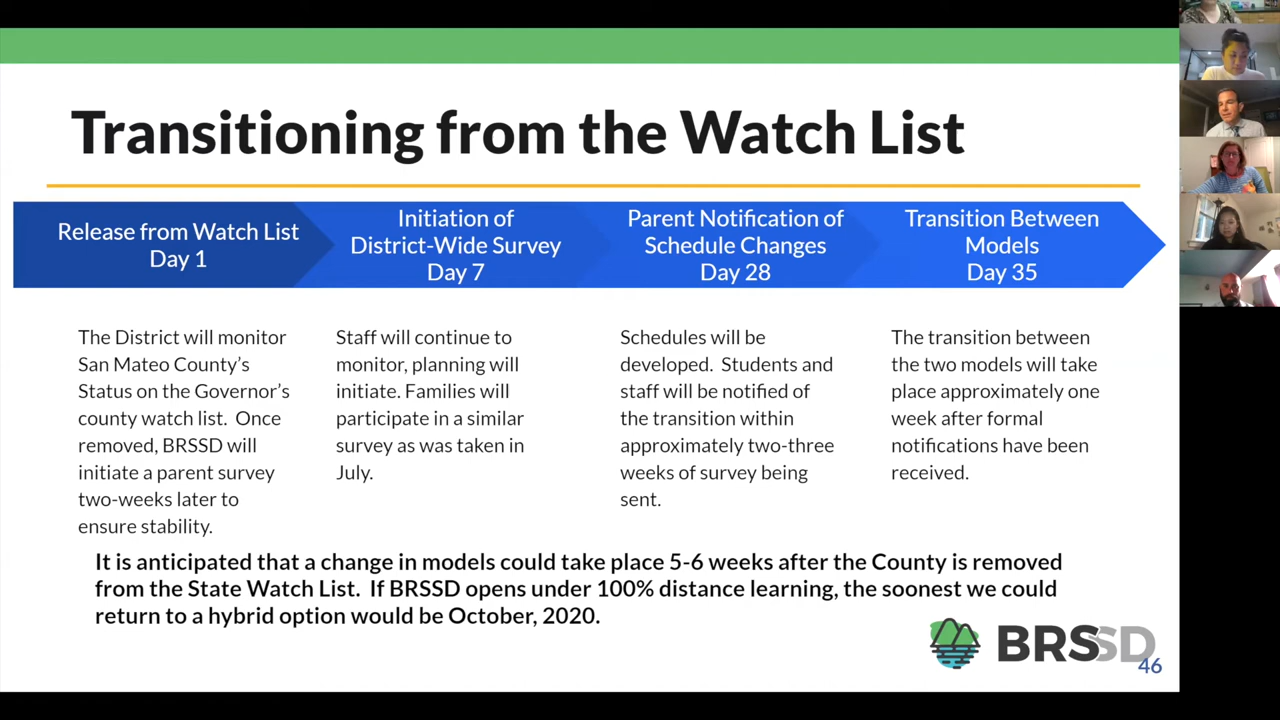 Transitioning from the Watch List
Release from Watch List
Day 1
Initiation of
District-Wide Survey
Day 7
Parent Notification of
Schedule Changes
Day 28
Transition Between
Models
Day 35
The District will monitor
San Mateo County's
Status on the Governor's
county watch list.  Once
removed, BRSSD will
initiate a parent survey
two-weeks later to
ensure stability.
Staff will continue to
monitor, planning will
initiate. Families will
participate in a similar
survey as was taken in
July.
Schedules will be
developed.  Students and
staff will be notified of
the transition within
approximately two-three
weeks of survey being
sent.
The transition between
the two models will take
place approximately one
week after formal
notifications have been
received.
It is anticipated that a change in models could take place 5-6 weeks after the County is removed
from the State Watch List.  If BRSSD opens under 100% distance learning, the soonest we could
return to a hybrid option would be October, 2020.
BRSSD
46